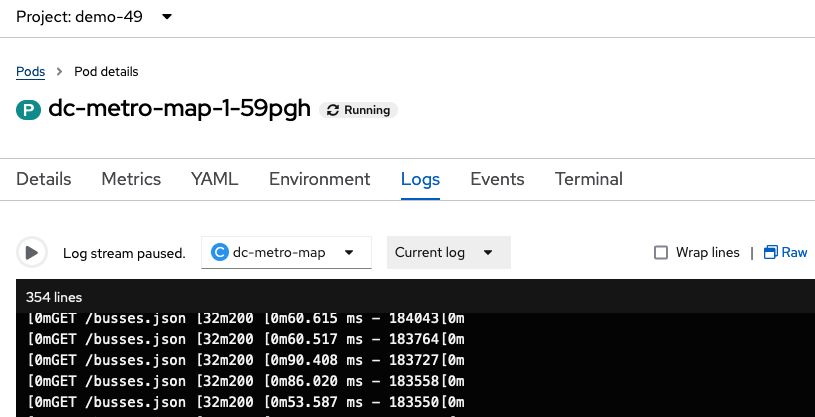 Project: demo-49
Pods > Pod details
P dc-metro-map-1-59pgh Running
Details Metrics YAML Environment Logs Events Terminal
Log stream paused. C dc-metro-map Current log Wrap lines | Raw
354 lines
[0mGET /busses.json [32m200 [0m60.615 ms – 184043[0m
[0mGET /busses.json [32m200 [0m60.517 ms – 183764[0m
[0mGET /busses.json [32m200 [0m90.408 ms – 183727[0m
[0mGET /busses.json [32m200 [0m86.020 ms – 183558[0m
[0mGET /busses.json [32m200 [0m53.587 ms – 183550[0m